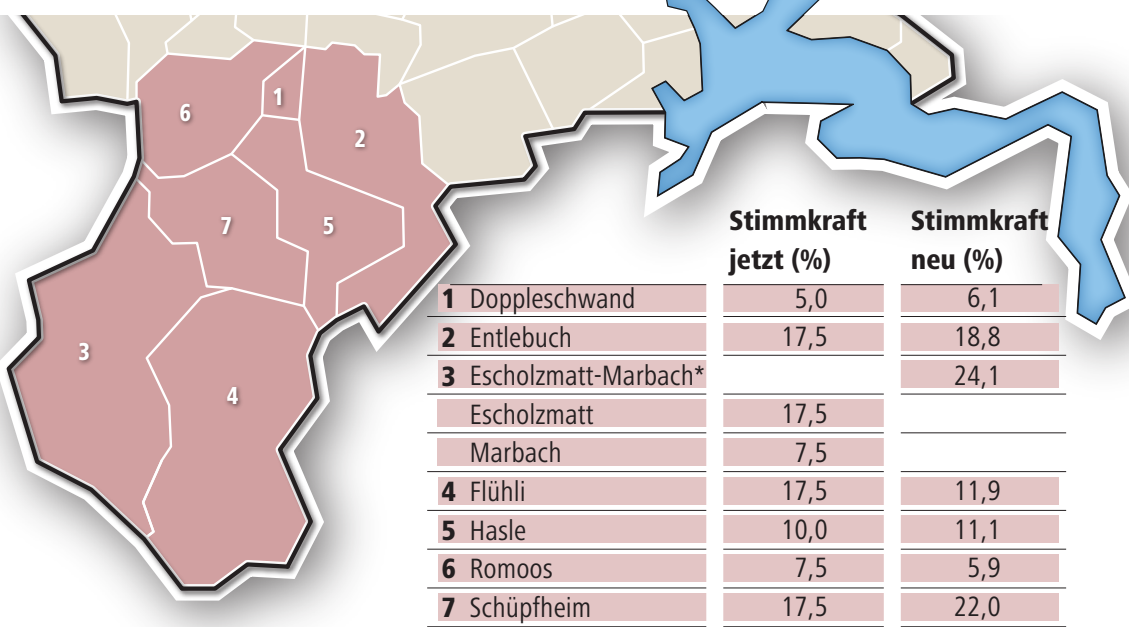 6
1
2
7
5
3
4
Stimmkraft jetzt (%)
Stimmkraft neu (%)
1 Doppleschwand 5,0 6,1
2 Entlebuch 17,5 18,8
3 Escholzmatt-Marbach* 24,1
Escholzmatt 17,5
Marbach 7,5
4 Flühli 17,5 11,9
5 Hasle 10,0 11,1
6 Romoos 7,5 5,9
7 Schüpfheim 17,5 22,0